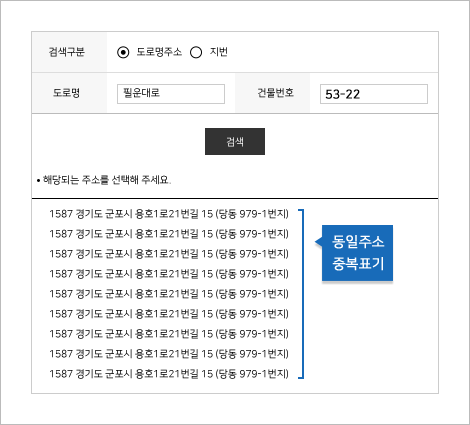 검색구분 도로명주소 지번
도로명 필운대로 건물번호 53-22
검색
• 해당되는 주소를 선택해 주세요.
1587 경기도 군포시 용호1로21번길 15 (당동 979-1번지)
1587 경기도 군포시 용호1로21번길 15 (당동 979-1번지)
1587 경기도 군포시 용호1로21번길 15 (당동 979-1번지)
1587 경기도 군포시 용호1로21번길 15 (당동 979-1번지)
1587 경기도 군포시 용호1로21번길 15 (당동 979-1번지)
1587 경기도 군포시 용호1로21번길 15 (당동 979-1번지)
1587 경기도 군포시 용호1로21번길 15 (당동 979-1번지)
1587 경기도 군포시 용호1로21번길 15 (당동 979-1번지)
1587 경기도 군포시 용호1로21번길 15 (당동 979-1번지)
동일주소
중복표기